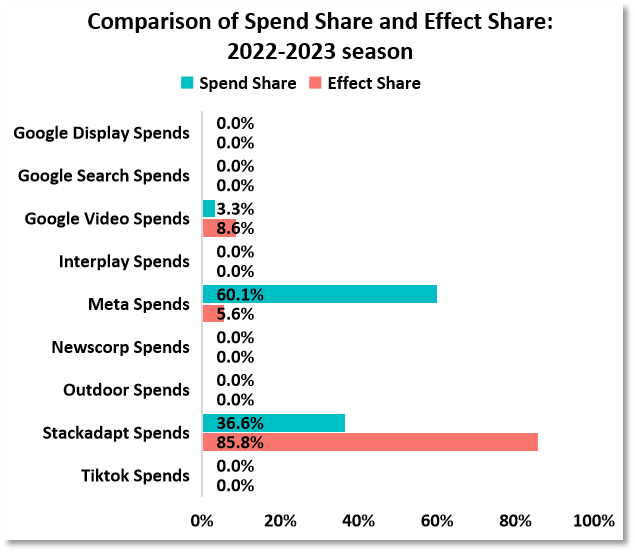 Comparison of Spend Share and Effect Share:
2022-2023 season
Spend Share Effect Share
Google Display Spends 0.0%
0.0%
Google Search Spends 0.0%
0.0%
Google Video Spends 3.3%
8.6%
Interplay Spends 0.0%
0.0%
Meta Spends 60.1%
5.6%
Newscorp Spends 0.0%
0.0%
Outdoor Spends 0.0%
0.0%
Stackadapt Spends 36.6%
85.8%
Tiktok Spends 0.0%
0.0%
0% 20% 40% 60% 80% 100%